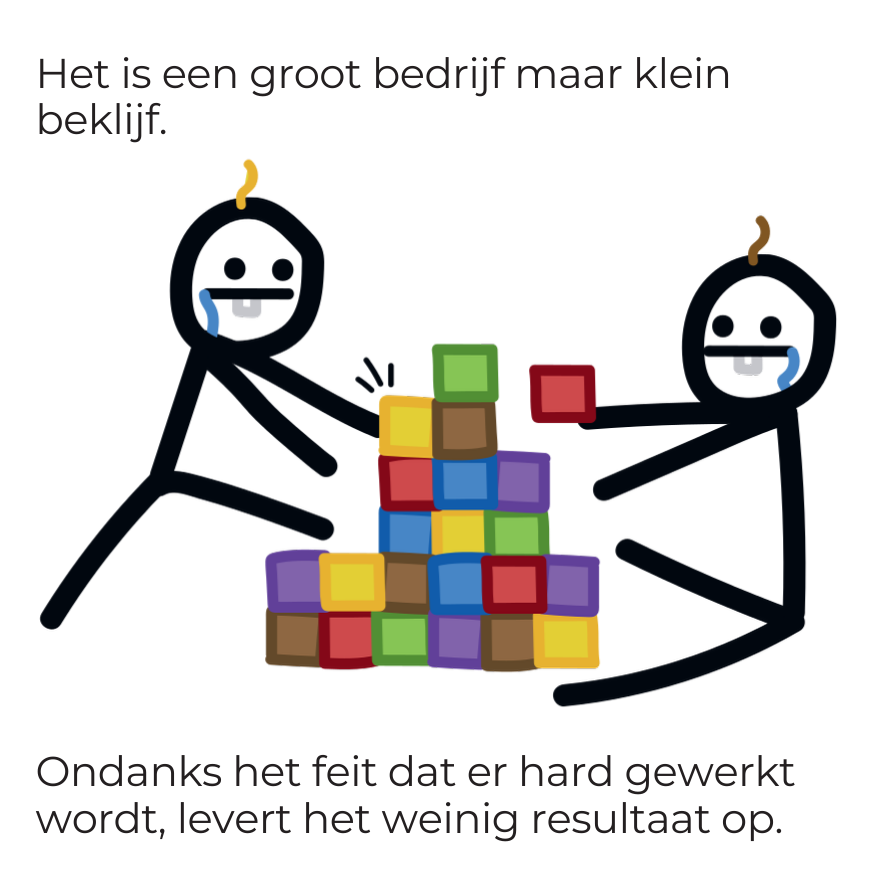 Het is een groot bedrijf maar klein
beklijf.
Ondanks het feit dat er hard gewerkt
wordt, levert het weinig resultaat op.